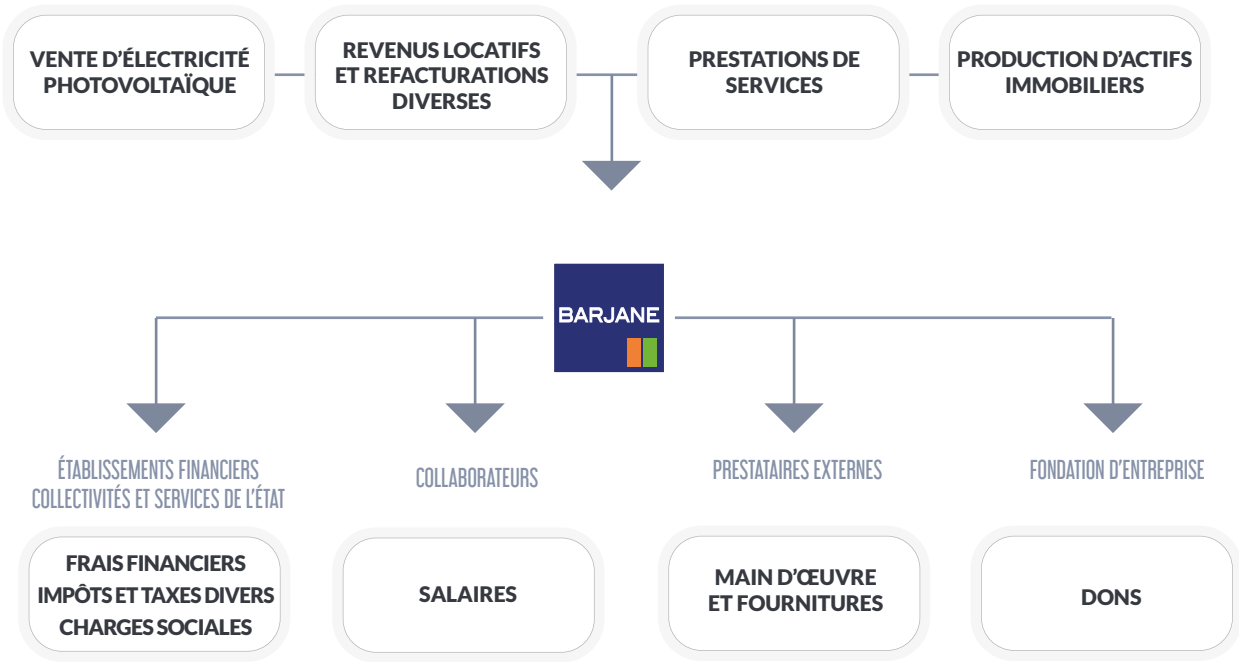 VENTE D'ÉLECTRICITÉ
PHOTOVOLTAÏQUE
REVENUS LOCATIFS
ET REFACTURATIONS
DIVERSES
PRESTATIONS DE
SERVICES
PRODUCTION D'ACTIFS
IMMOBILIERS
BARJANE
ÉTABLISSEMENTS FINANCIERS
COLLECTIVITÉS ET SERVICES DE L'ÉTAT
COLLABORATEURS
PRESTATAIRES EXTERNES
FONDATION D'ENTREPRISE
FRAIS FINANCIERS
IMPÔTS ET TAXES DIVERS
CHARGES SOCIALES
SALAIRES
MAIN D'ŒUVRE
ET FOURNITURES
DONS